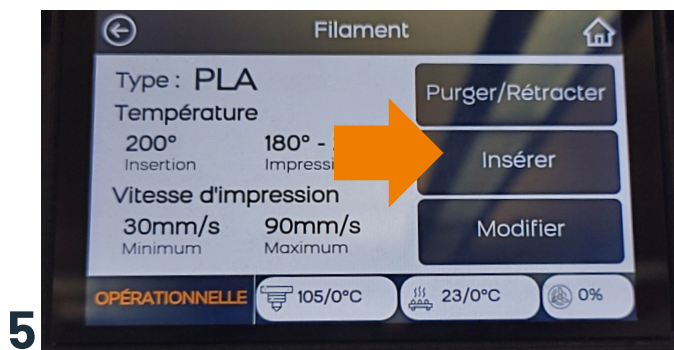 Filament
Type : PLA
Température
200° 180° -
Insertion
Vitesse d'impression
30mm/s 90mm/s
Minimum Maximum
Purger/Rétracter
Insérer
Modifier
OPÉRATIONNELLE 105/0°C 23/0°C 0%
5